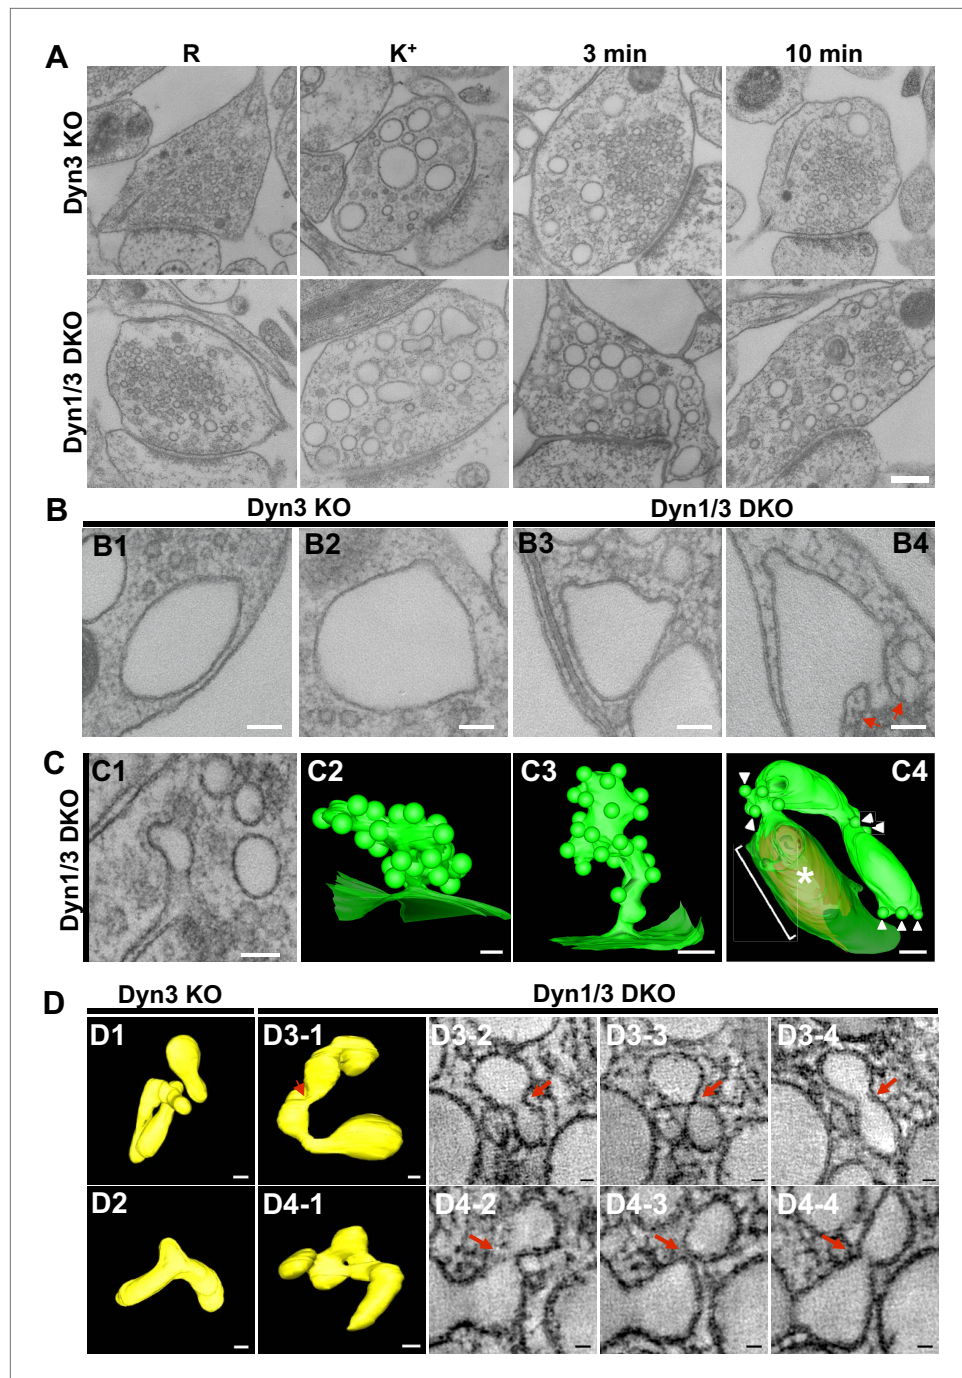 A
R
K⁺
3 min
10 min
Dyn3 KO
Dyn1/3 DKO
B
Dyn3 KO
Dyn1/3 DKO
B1
B2
B3
B4
C
Dyn1/3 DKO
C1
C2
C3
C4
*
D
Dyn3 KO
Dyn1/3 DKO
D1
D3-1
D3-2
D3-3
D3-4
D2
D4-1
D4-2
D4-3
D4-4